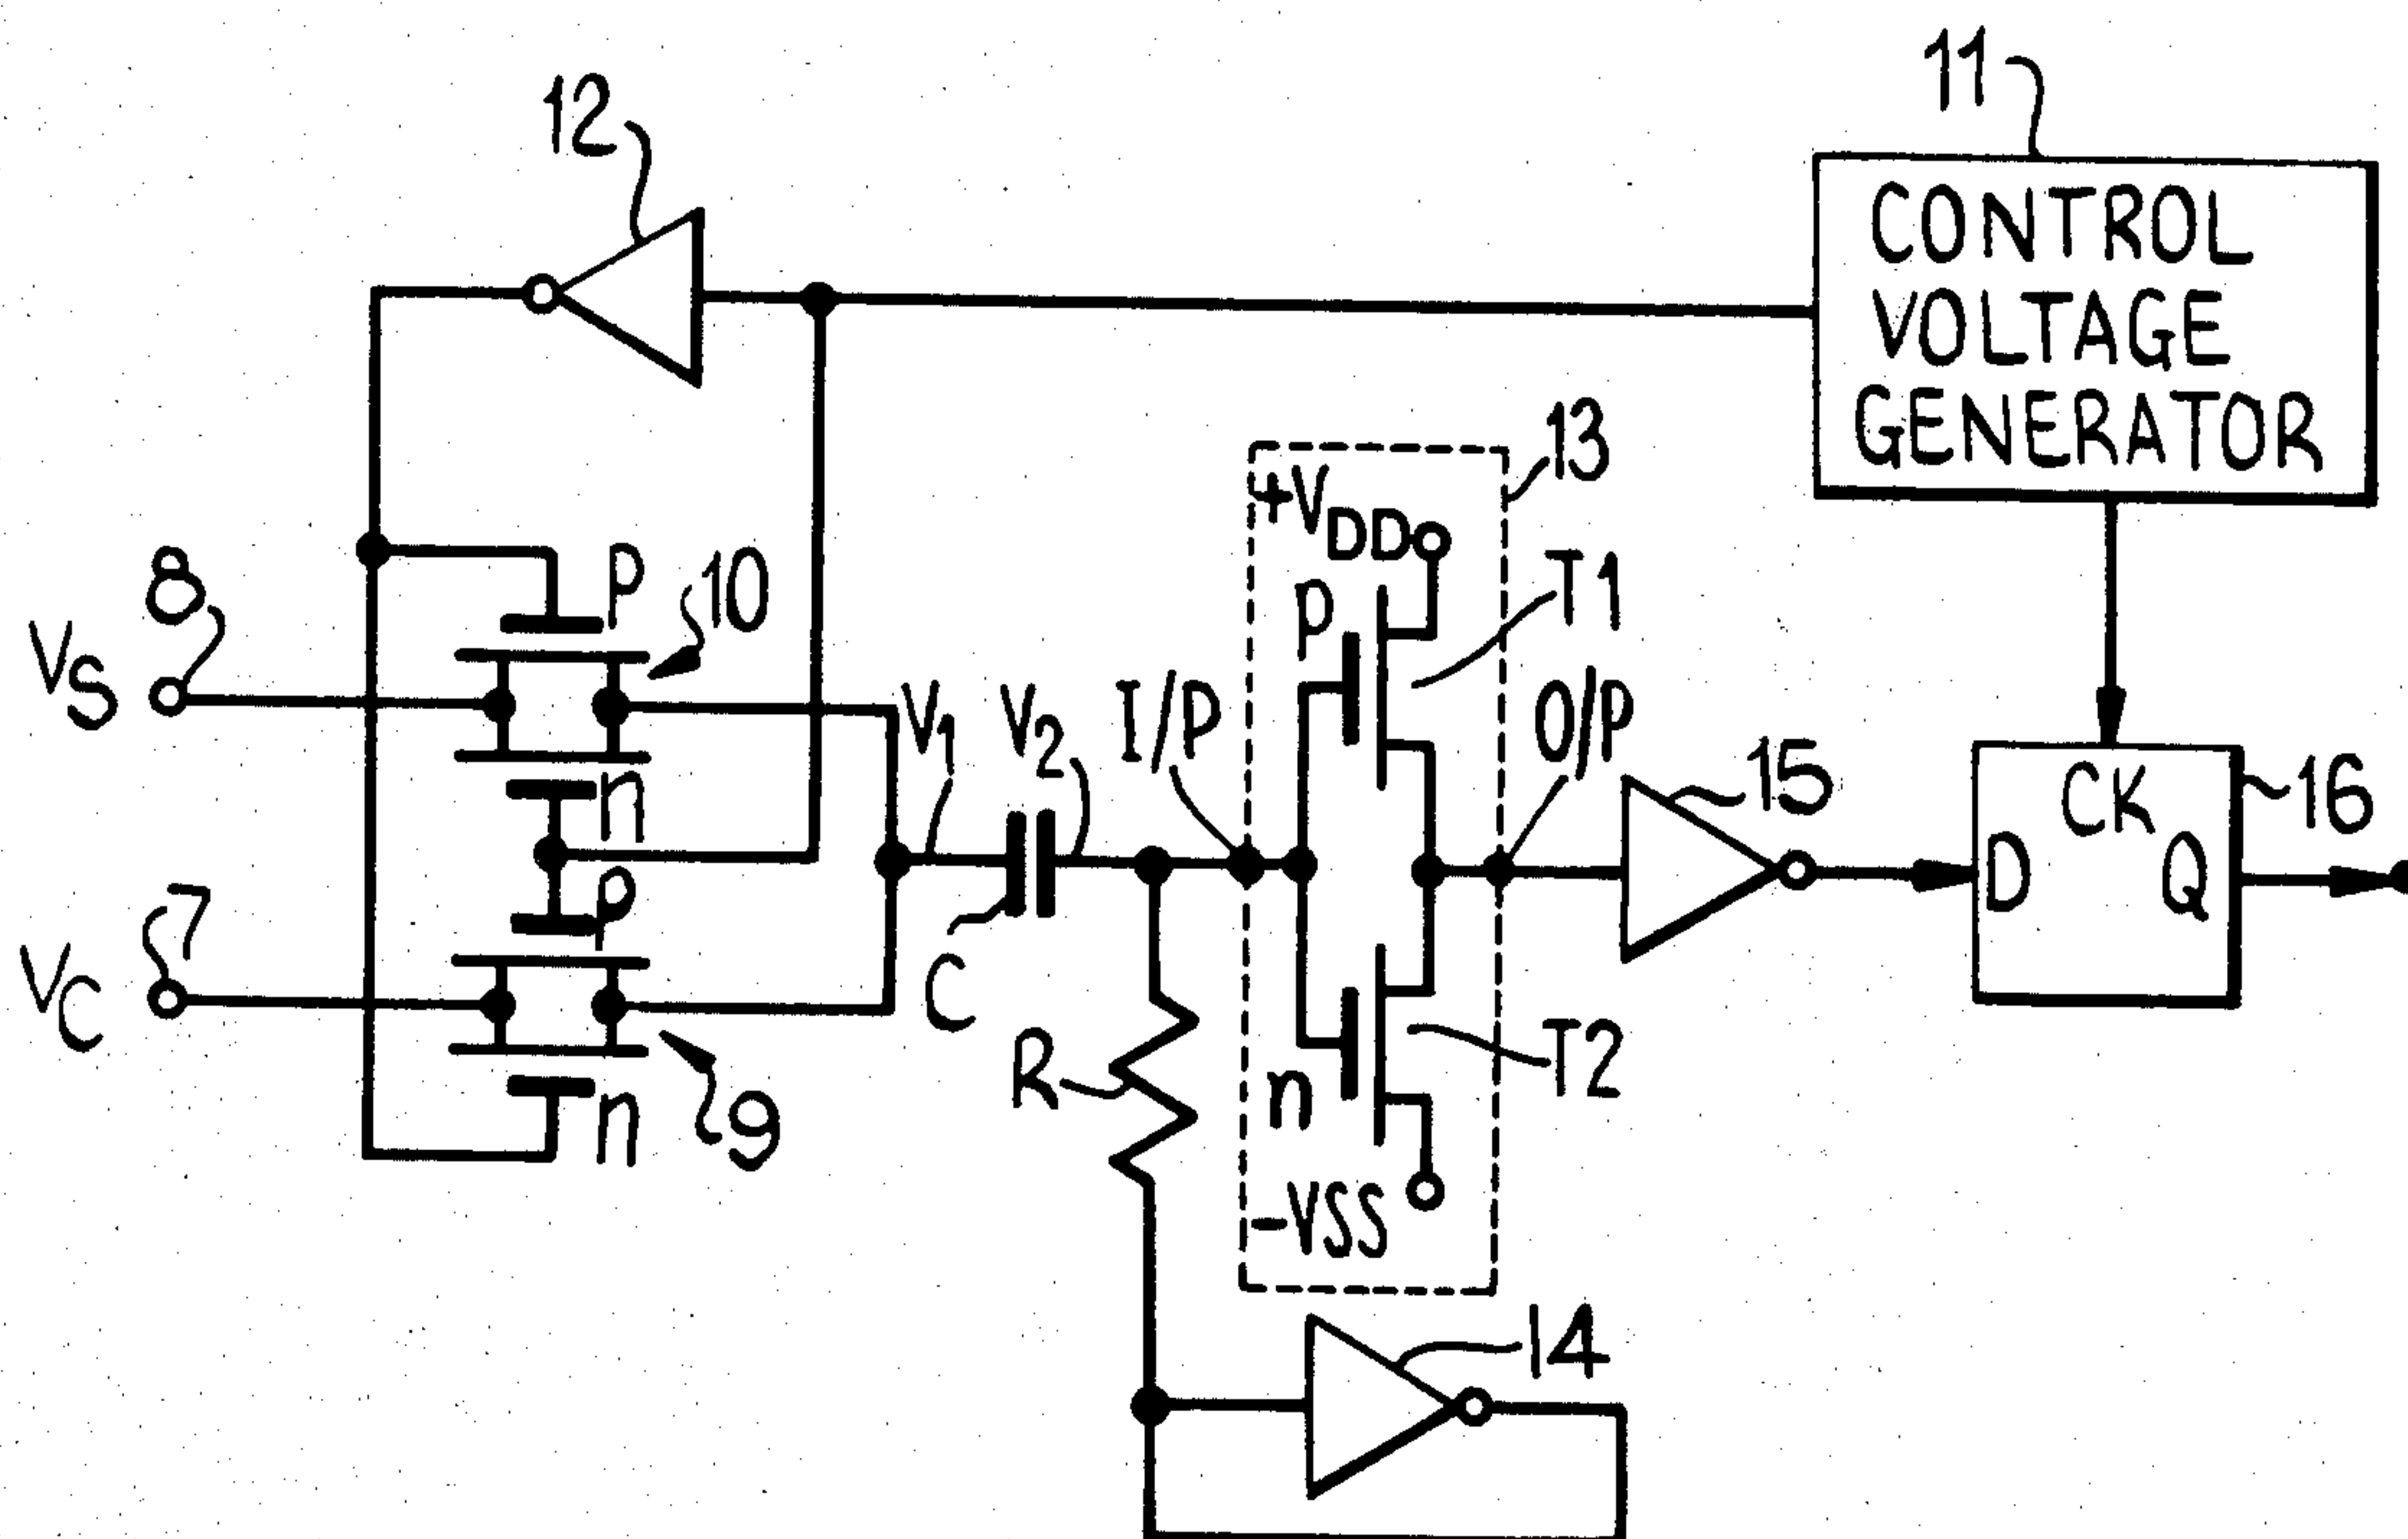 11
12
CONTROL
VOLTAGE
GENERATOR
13
+VDD
8
p
10
p
T1
VS
V1
V2
I/P
O/P
15
n
CK
16
7
p
D
Q
VC
C
R
n
T2
n
9
-VSS
14